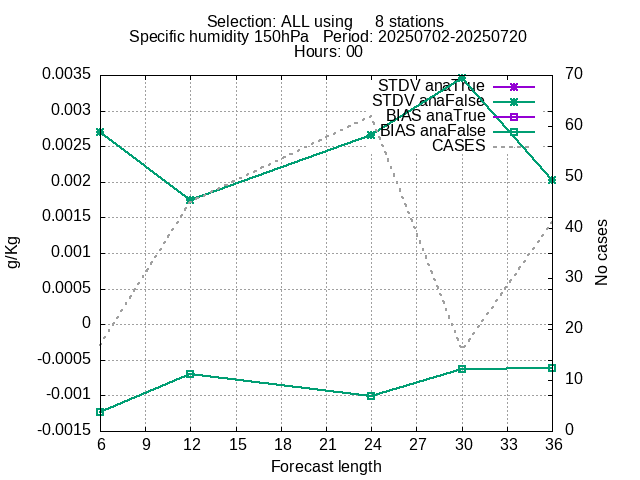 Selection: ALL using     8 stations
Specific humidity 150hPa   Period: 20250702-20250720
Hours: 00
0.0035
0.003
0.0025
0.002
0.0015
0.001
0.0005
0
-0.0005
-0.001
-0.0015
g/Kg
STDV anaTrue
STDV anaFalse
BIAS anaTrue
BIAS anaFalse
CASES
70
60
50
40
30
20
10
0
No cases
6 9 12 15 18 21 24 27 30 33 36
Forecast length